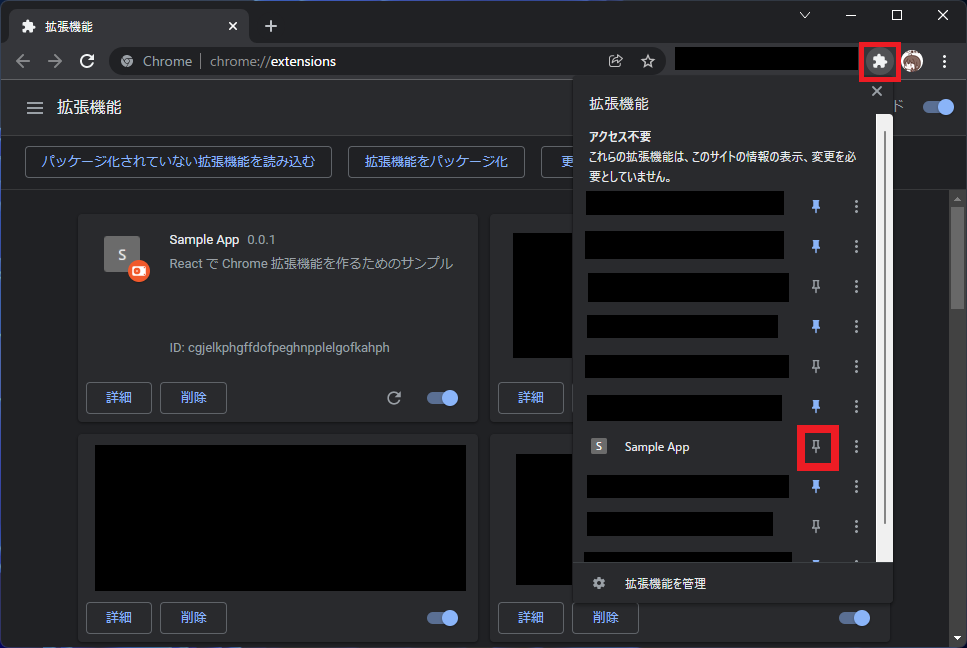 拡張機能
Chrome
chrome://extensions
拡張機能
ド
パッケージ化されていない拡張機能を読み込む
拡張機能をパッケージ化
更
S
Sample App 0.0.1
React で Chrome 拡張機能を作るためのサンプル
ID: cgjelkphgffdofpeghnpplelgofkahph
詳細
削除
詳細
詳細
削除
詳細
削除
拡張機能
アクセス不要
これらの拡張機能は、このサイトの情報の表示、変更を必
要としていません。
S
Sample App
拡張機能を管理